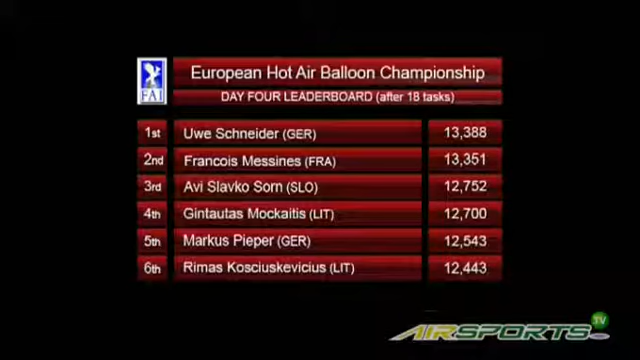 FAI
European Hot Air Balloon Championship
DAY FOUR LEADERBOARD (after 18 tasks)
1st Uwe Schneider (GER) 13,388
2nd Francois Messines (FRA) 13,351
3rd Avi Slavko Sorn (SLO) 12,752
4th Gintautas Mockaitis (LIT) 12,700
5th Markus Pieper (GER) 12,543
6th Rimas Kosciuskevicius (LIT) 12,443
AIRSPORTS TV